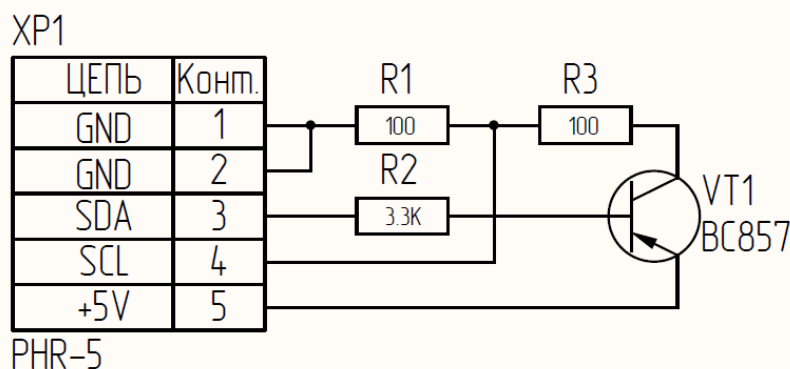 XP1
ЦЕПЬ Конт.
GND 1
GND 2
SDA 3
SCL 4
+5V 5
PHR-5
R1
100
R2
3.3K
R3
100
VT1
BC857